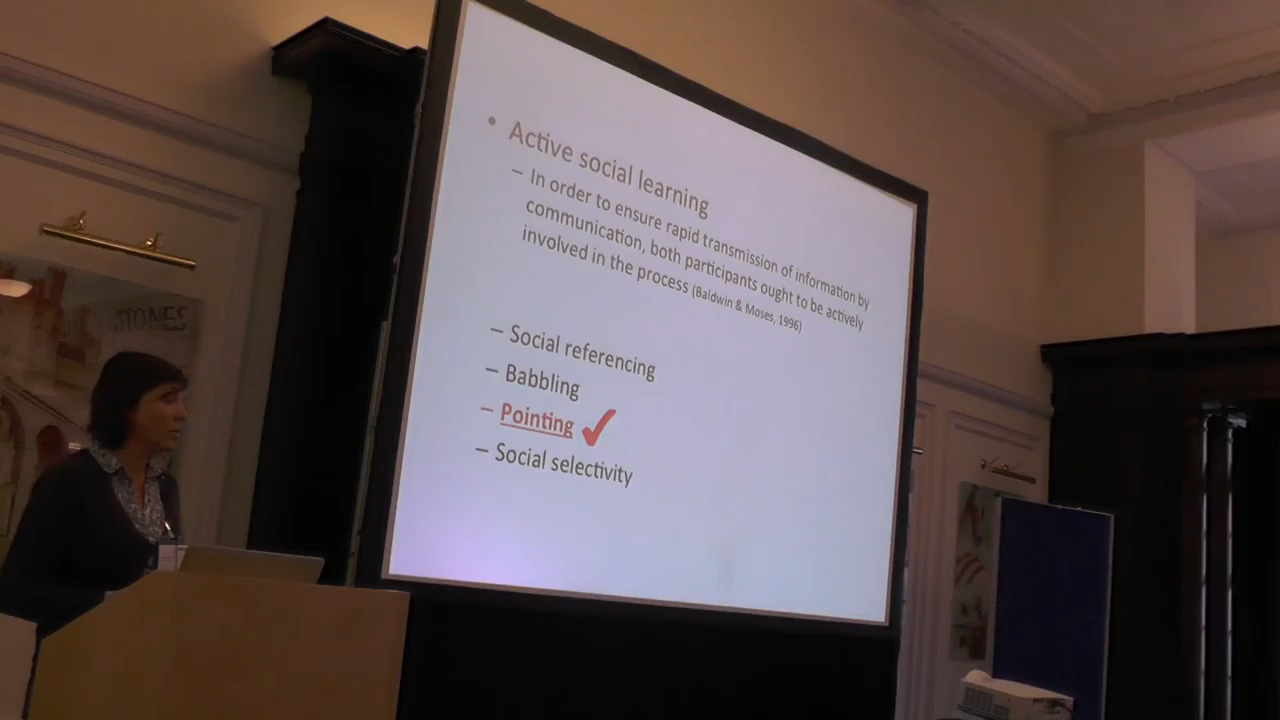 • Active social learning
– In order to ensure rapid transmission of information by
communication, both participants ought to be actively
involved in the process (Baldwin & Moses, 1996)
– Social referencing
– Babbling
– Pointing ✓
– Social selectivity
STONES